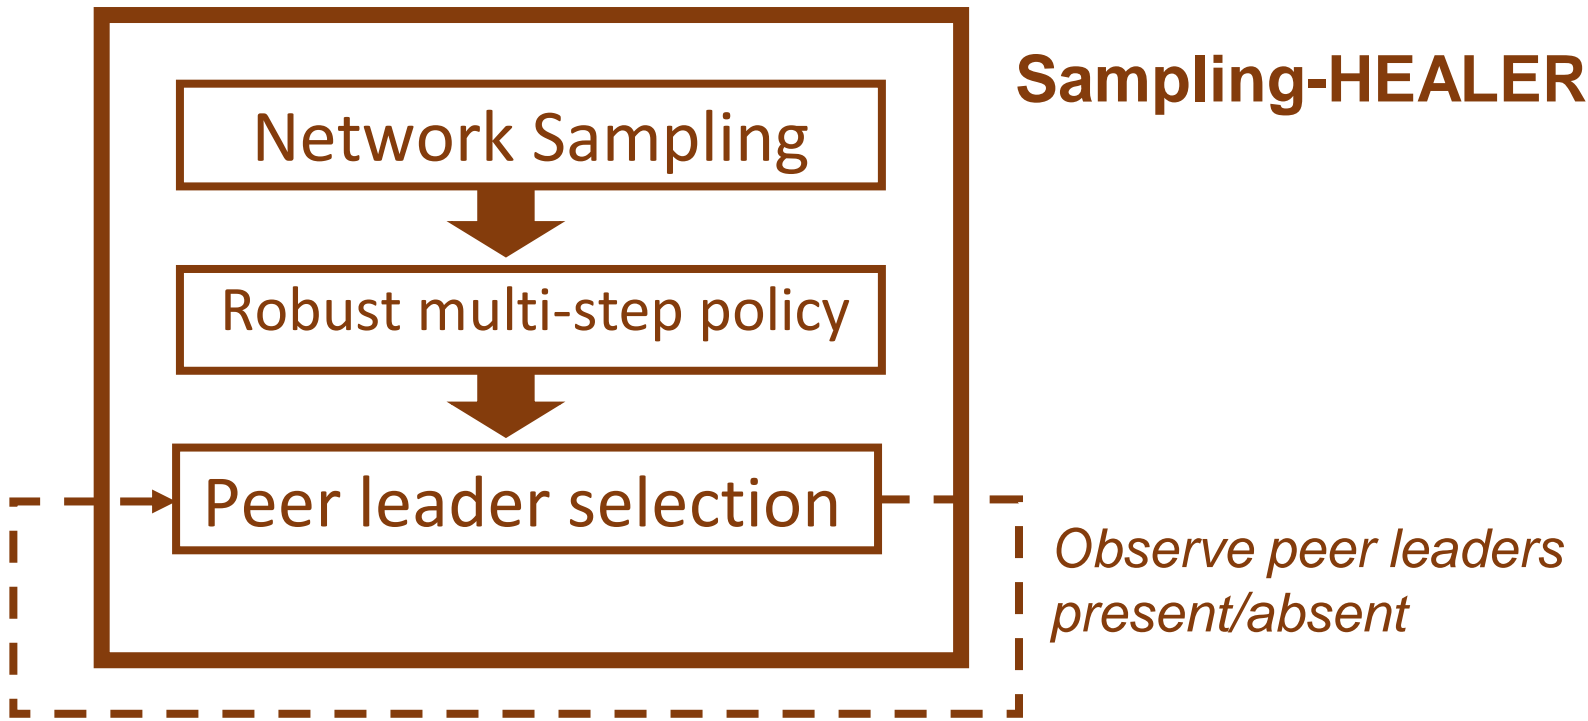 Sampling-HEALER
Network Sampling
Robust multi-step policy
Peer leader selection
Observe peer leaders
present/absent